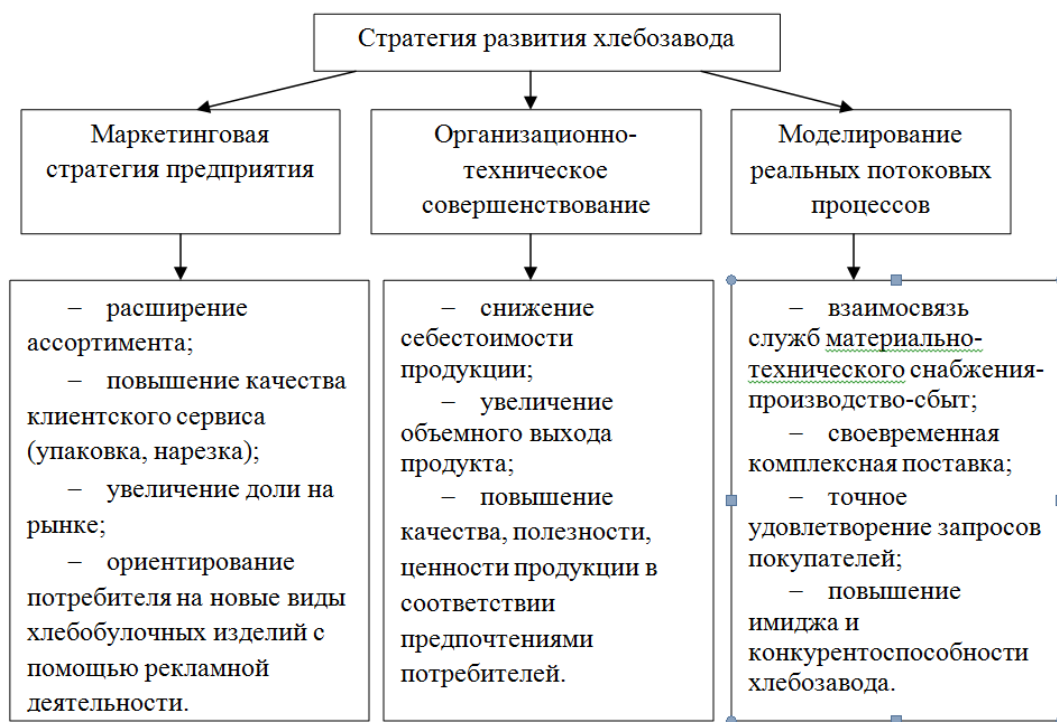 Стратегия развития хлебозавода
Маркетинговая
стратегия предприятия
Организационно-
техническое
совершенствование
Моделирование
реальных потоковых
процессов
– расширение
ассортимента;
– повышение качества
клиентского сервиса
(упаковка, нарезка);
– увеличение доли на
рынке;
– ориентирование
потребителя на новые виды
хлебобулочных изделий с
помощью рекламной
деятельности.
– снижение
себестоимости
продукции;
– увеличение
объемного выхода
продукта;
– повышение
качества, полезности,
ценности продукции в
соответствии
предпочтениями
потребителей.
– взаимосвязь
служб материально-
технического снабжения-
производство-сбыт;
– своевременная
комплексная поставка;
– точное
удовлетворение запросов
покупателей;
– повышение
имиджа и
конкурентоспособности
хлебозавода.